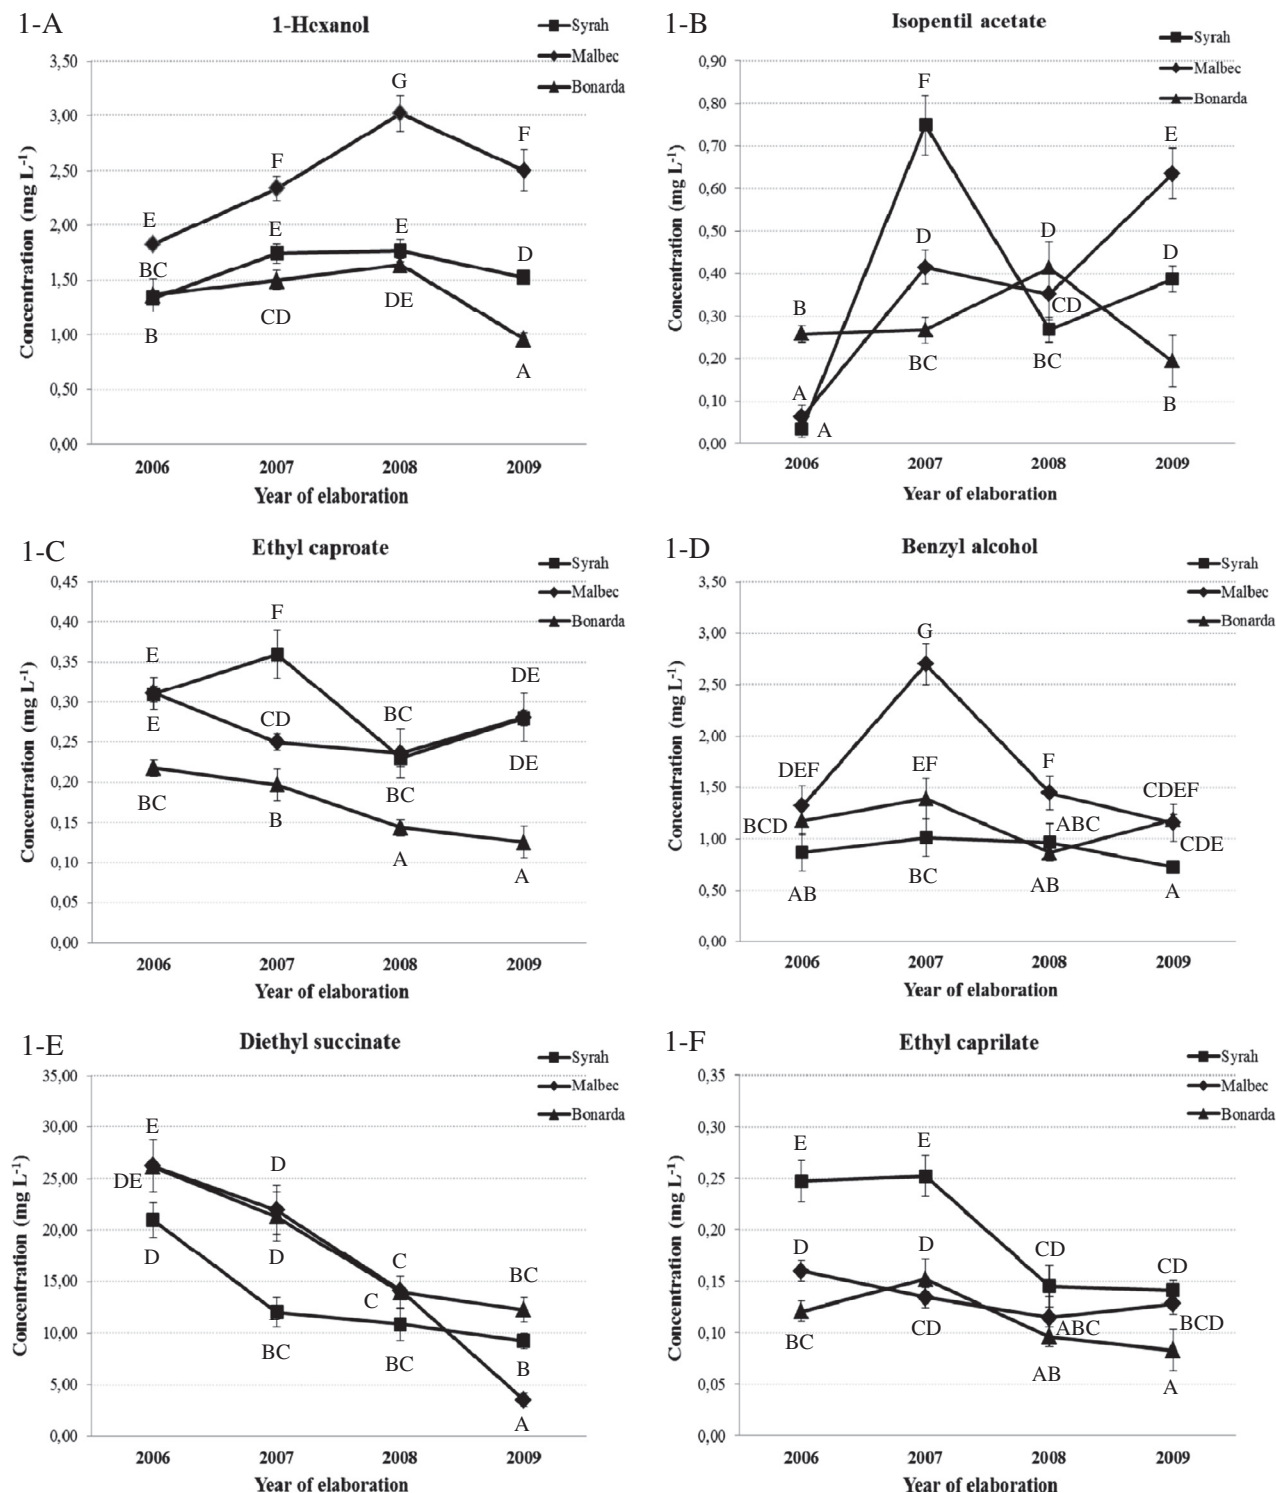 1-A
1-Hcxanol
Syrah
Malbec
Bonarda
Concentration (mg L⁻¹)
3,50
3,00
2,50
2,00
1,50
1,00
0,50
0,00
G
F
F
E
E
E
D
BC
B
CD
DE
A
2006 2007 2008 2009
Year of elaboration
1-B
Isopentil acetate
Syrah
Malbec
Bonarda
Concentration (mg L⁻¹)
0,90
0,80
0,70
0,60
0,50
0,40
0,30
0,20
0,10
0,00
F
E
D
D
D
B
CD
BC
BC
A
A
B
2006 2007 2008 2009
Year of elaboration
1-C
Ethyl caproate
Syrah
Malbec
Bonarda
Concentration (mg L⁻¹)
0,45
0,40
0,35
0,30
0,25
0,20
0,15
0,10
0,05
0,00
F
E
E
DE
CD
BC
DE
BC
BC
B
A
A
2006 2007 2008 2009
Year of elaboration
1-D
Benzyl alcohol
Syrah
Malbec
Bonarda
Concentration (mg L⁻¹)
3,50
3,00
2,50
2,00
1,50
1,00
0,50
0,00
G
DEF
EF
F
CDEF
BCD
ABC
CDE
AB
BC
AB
A
2006 2007 2008 2009
Year of elaboration
1-E
Diethyl succinate
Syrah
Malbec
Bonarda
Concentration (mg L⁻¹)
35,00
30,00
25,00
20,00
15,00
10,00
5,00
0,00
E
DE
D
D
D
C
C
BC
BC
BC
B
A
2006 2007 2008 2009
Year of elaboration
1-F
Ethyl caprilate
Syrah
Malbec
Bonarda
Concentration (mg L⁻¹)
0,35
0,30
0,25
0,20
0,15
0,10
0,05
0,00
E
E
D
D
CD
CD
BC
CD
ABC
BCD
AB
A
2006 2007 2008 2009
Year of elaboration